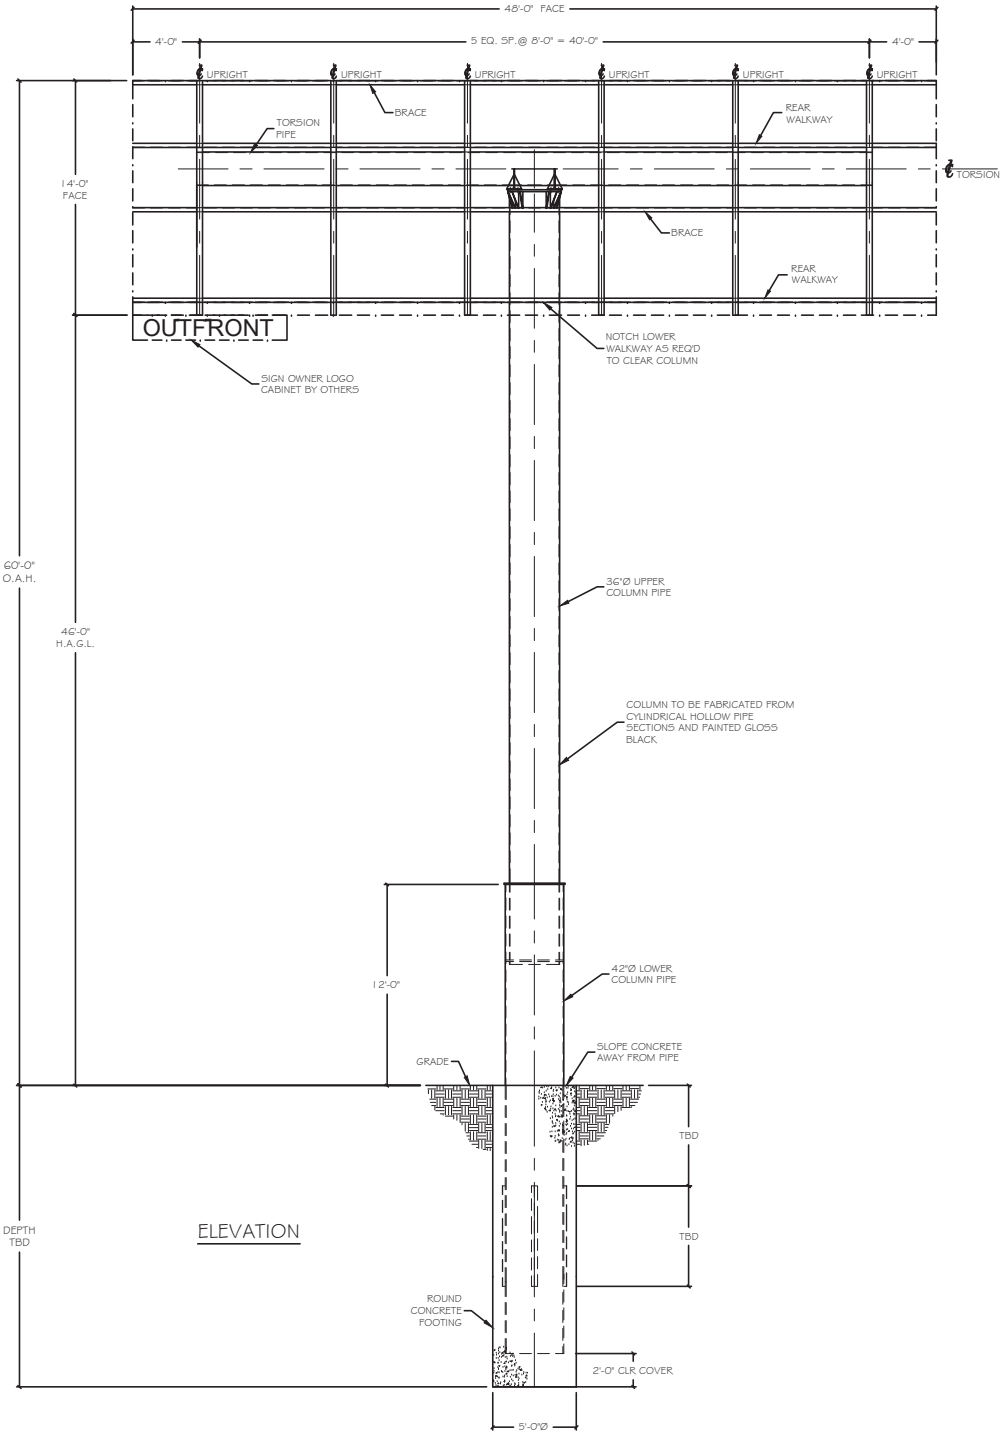 48'-0" FACE
4'-0"
5 EQ. SP.@ 8'-0" = 40'-0"
4'-0"
℄ UPRIGHT
℄ UPRIGHT
℄ UPRIGHT
℄ UPRIGHT
℄ UPRIGHT
℄ UPRIGHT
BRACE
TORSION
PIPE
REAR
WALKWAY
℄ TORSION
14'-0"
FACE
BRACE
REAR
WALKWAY
OUTFRONT
NOTCH LOWER
WALKWAY AS REQ'D
TO CLEAR COLUMN
SIGN OWNER LOGO
CABINET BY OTHERS
60'-0"
O.A.H.
36"Ø UPPER
COLUMN PIPE
46'-0"
H.A.G.L.
COLUMN TO BE FABRICATED FROM
CYLINDRICAL HOLLOW PIPE
SECTIONS AND PAINTED GLOSS
BLACK
42"Ø LOWER
COLUMN PIPE
12'-0"
SLOPE CONCRETE
AWAY FROM PIPE
GRADE
TBD
DEPTH
TBD
ELEVATION
TBD
ROUND
CONCRETE
FOOTING
2'-0" CLR COVER
5'-0"Ø